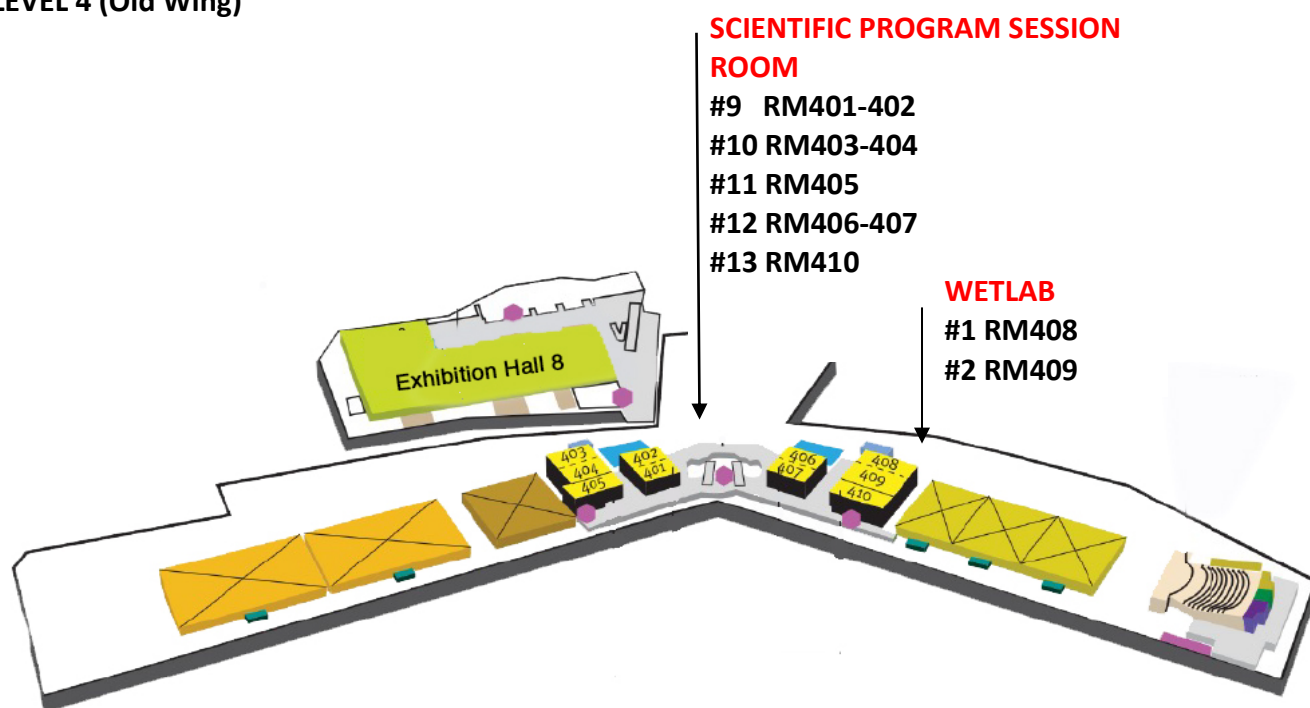 LEVEL 4 (Old Wing)
SCIENTIFIC PROGRAM SESSION
ROOM
#9 RM401-402
#10 RM403-404
#11 RM405
#12 RM406-407
#13 RM410
WETLAB
#1 RM408
#2 RM409
Exhibition Hall 8
403
404
405
402
401
406
407
408
409
410